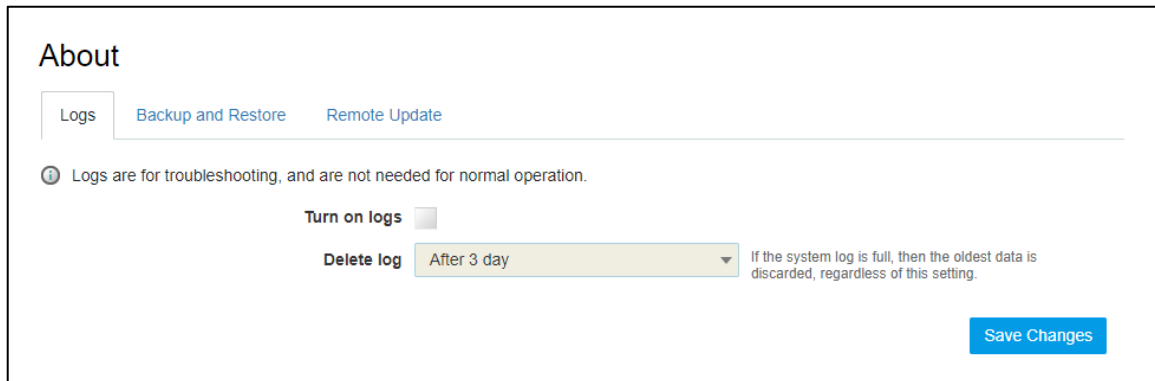 About
Logs Backup and Restore Remote Update
Logs are for troubleshooting, and are not needed for normal operation.
Turn on logs
Delete log After 3 day If the system log is full, then the oldest data is
discarded, regardless of this setting.
Save Changes